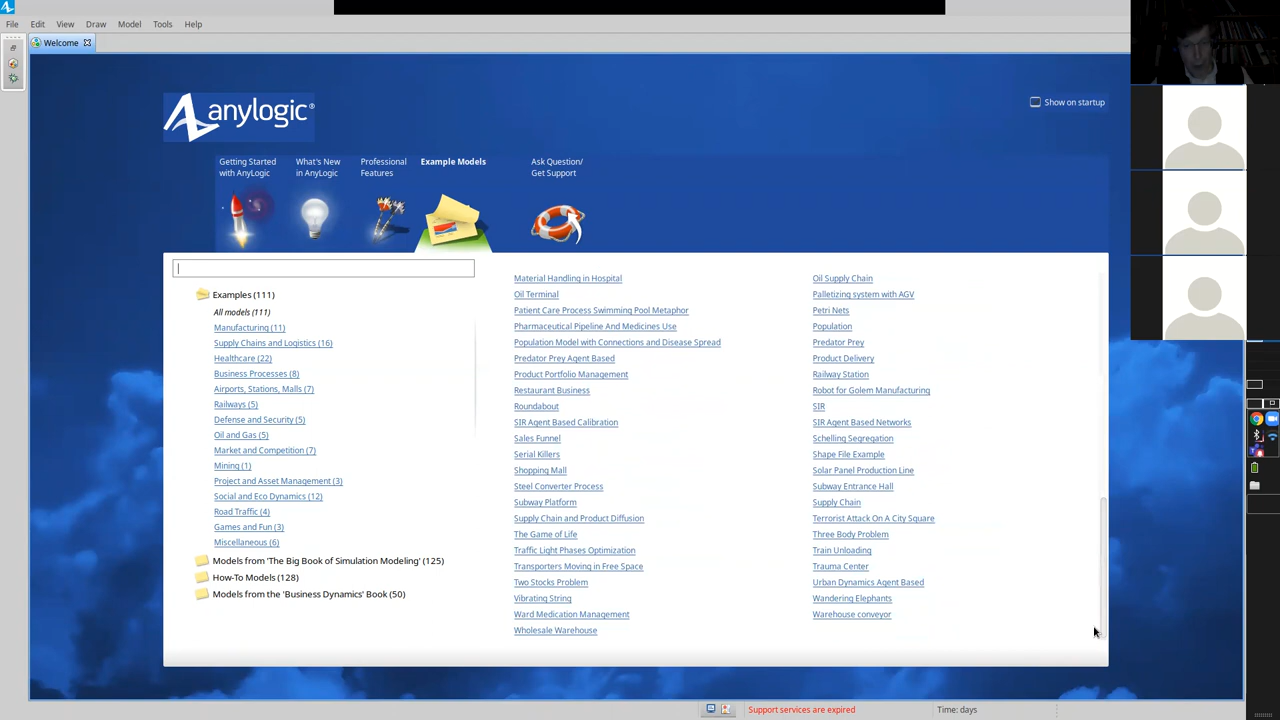 File Edit View Draw Model Tools Help
Welcome
anylogic®
Show on startup
Getting Started
with AnyLogic
What's New
in AnyLogic
Professional
Features
Example Models
Ask Question/
Get Support
Examples (111)
All models (111)
Manufacturing (11)
Supply Chains and Logistics (16)
Healthcare (22)
Business Processes (8)
Airports, Stations, Malls (7)
Railways (5)
Defense and Security (5)
Oil and Gas (5)
Market and Competition (7)
Mining (1)
Project and Asset Management (3)
Social and Eco Dynamics (12)
Road Traffic (4)
Games and Fun (3)
Miscellaneous (6)
Models from 'The Big Book of Simulation Modeling' (125)
How-To Models (128)
Models from the 'Business Dynamics' Book (50)
Material Handling in Hospital
Oil Terminal
Patient Care Process Swimming Pool Metaphor
Pharmaceutical Pipeline And Medicines Use
Population Model with Connections and Disease Spread
Predator Prey Agent Based
Product Portfolio Management
Restaurant Business
Roundabout
SIR Agent Based Calibration
Sales Funnel
Serial Killers
Shopping Mall
Steel Converter Process
Subway Platform
Supply Chain and Product Diffusion
The Game of Life
Traffic Light Phases Optimization
Transporters Moving in Free Space
Two Stocks Problem
Vibrating String
Ward Medication Management
Wholesale Warehouse
Oil Supply Chain
Palletizing system with AGV
Petri Nets
Population
Predator Prey
Product Delivery
Railway Station
Robot for Golem Manufacturing
SIR
SIR Agent Based Networks
Schelling Segregation
Shape File Example
Solar Panel Production Line
Subway Entrance Hall
Supply Chain
Terrorist Attack On A City Square
Three Body Problem
Train Unloading
Trauma Center
Urban Dynamics Agent Based
Wandering Elephants
Warehouse conveyor
Support services are expired
Time: days